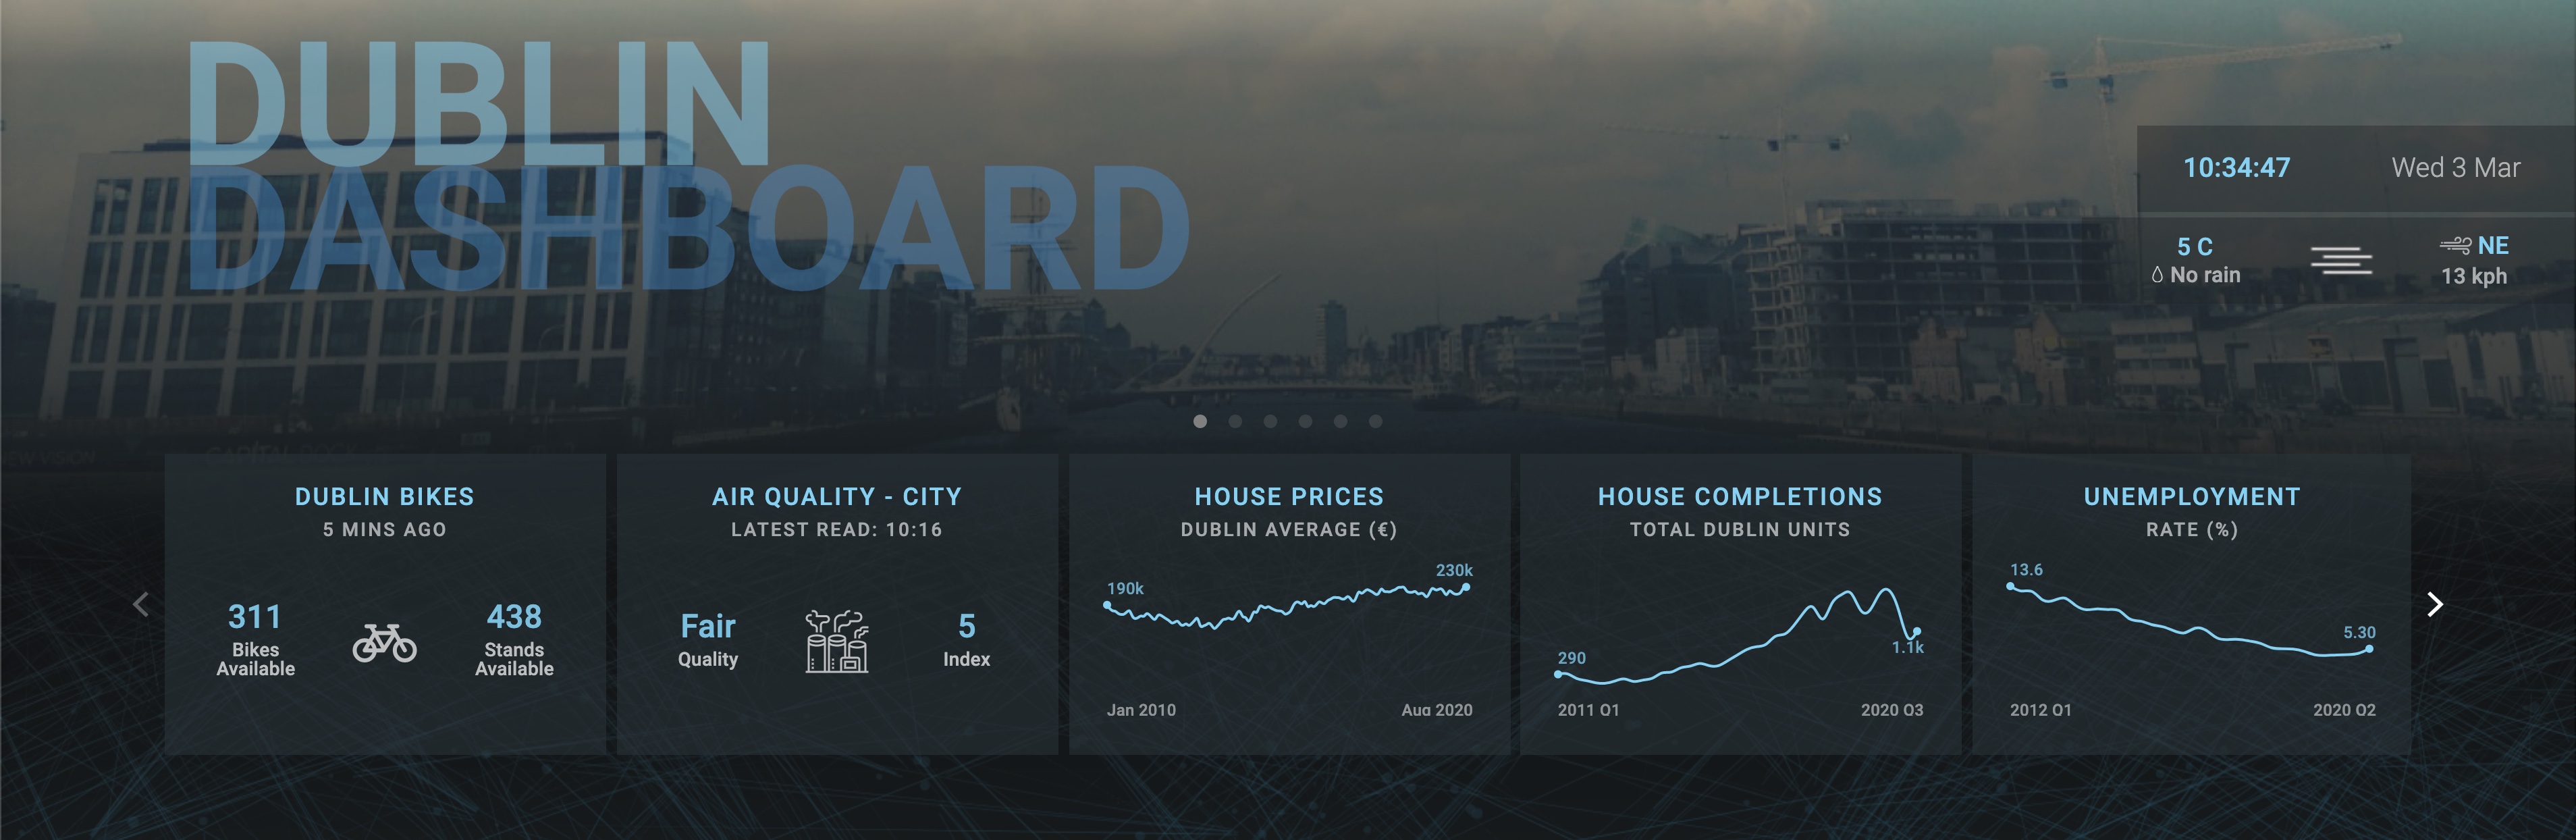 DUBLIN
DASHBOARD
10:34:47 Wed 3 Mar
5 C
No rain
NE
13 kph
DUBLIN BIKES
5 MINS AGO
311
Bikes
Available
438
Stands
Available
AIR QUALITY - CITY
LATEST READ: 10:16
Fair
Quality
5
Index
HOUSE PRICES
DUBLIN AVERAGE (€)
190k
230k
Jan 2010
Aug 2020
HOUSE COMPLETIONS
TOTAL DUBLIN UNITS
290
1.1k
2011 Q1
2020 Q3
UNEMPLOYMENT
RATE (%)
13.6
5.30
2012 Q1
2020 Q2